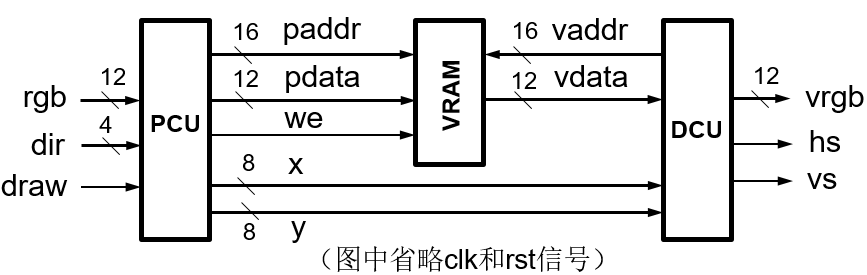 16 paddr 16 vaddr
12 rgb 12 pdata 12 vdata 12 vrgb
PCU VRAM DCU
4 dir we hs
draw 8 x vs
8 y
（图中省略clk和rst信号）